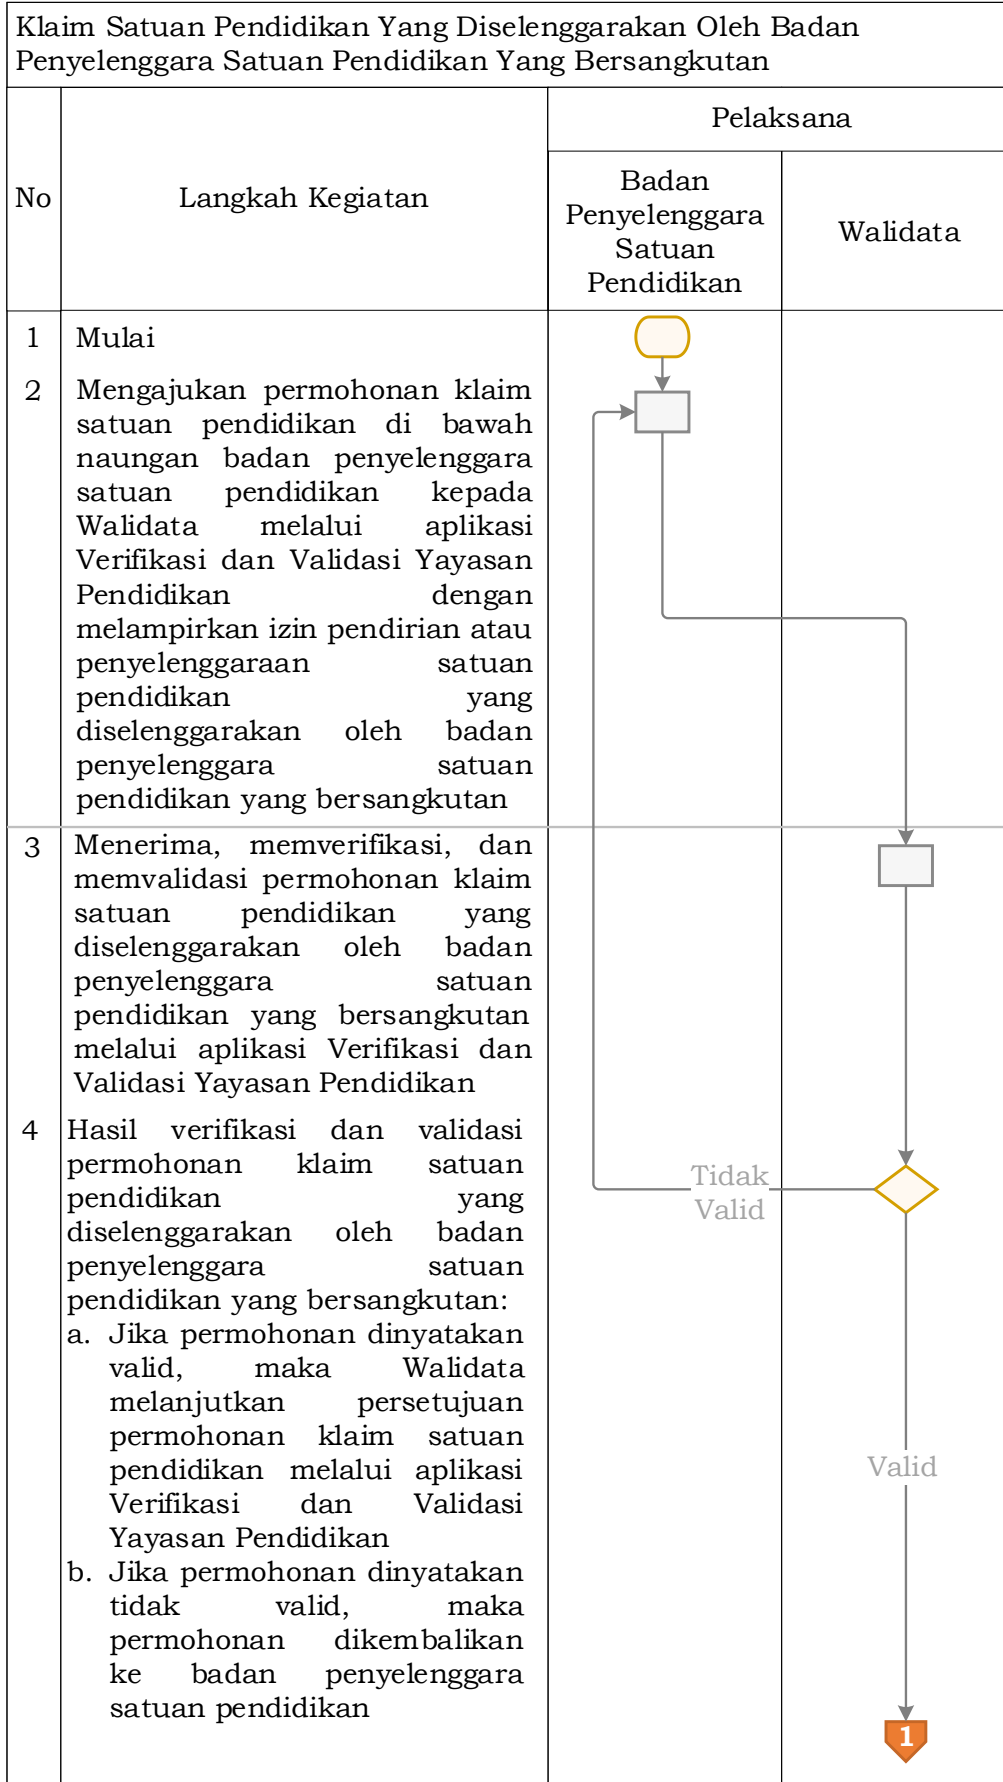 Klaim Satuan Pendidikan Yang Diselenggarakan Oleh Badan
Penyelenggara Satuan Pendidikan Yang Bersangkutan
No
Langkah Kegiatan
Pelaksana
Badan
Penyelenggara
Satuan
Pendidikan
Walidata
1
Mulai
2
Mengajukan permohonan klaim
satuan pendidikan di bawah
naungan badan penyelenggara
satuan pendidikan kepada
Walidata melalui aplikasi
Verifikasi dan Validasi Yayasan
Pendidikan dengan
melampirkan izin pendirian atau
penyelenggaraan satuan
pendidikan yang
diselenggarakan oleh badan
penyelenggara satuan
pendidikan yang bersangkutan
3
Menerima, memverifikasi, dan
memvalidasi permohonan klaim
satuan pendidikan yang
diselenggarakan oleh badan
penyelenggara satuan
pendidikan yang bersangkutan
melalui aplikasi Verifikasi dan
Validasi Yayasan Pendidikan
4
Hasil verifikasi dan validasi
permohonan klaim satuan
pendidikan yang
diselenggarakan oleh badan
penyelenggara satuan
pendidikan yang bersangkutan:
a. Jika permohonan dinyatakan
valid, maka Walidata
melanjutkan persetujuan
permohonan klaim satuan
pendidikan melalui aplikasi
Verifikasi dan Validasi
Yayasan Pendidikan
b. Jika permohonan dinyatakan
tidak valid, maka
permohonan dikembalikan
ke badan penyelenggara
satuan pendidikan
Tidak
Valid
Valid
1